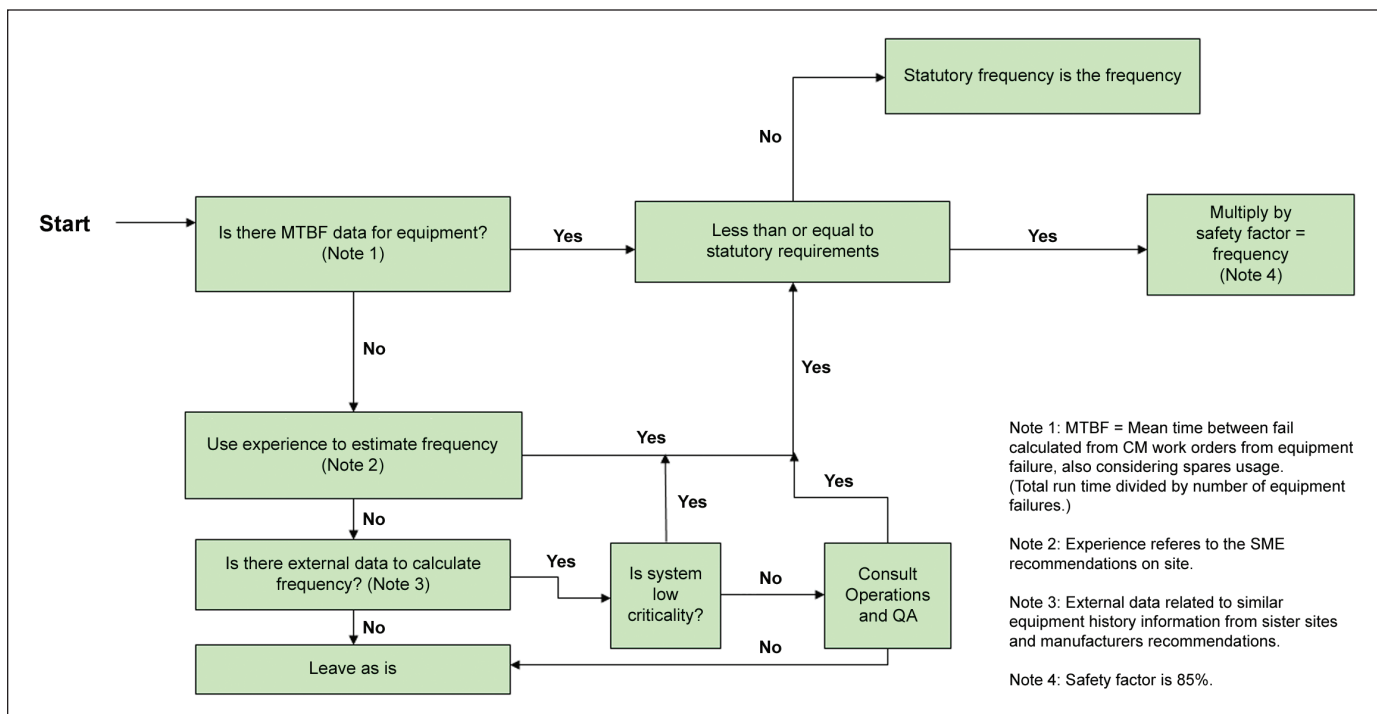 Statutory frequency is the frequency
No
Start
Is there MTBF data for equipment?
(Note 1)
Yes
Less than or equal to
statutory requirements
Yes
Multiply by
safety factor =
frequency
(Note 4)
No
Yes
Use experience to estimate frequency
(Note 2)
Yes
No
Yes
Yes
Is there external data to calculate
frequency? (Note 3)
Yes
Is system
low
criticality?
No
Consult
Operations
and QA
No
No
Leave as is
Note 1: MTBF = Mean time between fail
calculated from CM work orders from equipment
failure, also considering spares usage.
(Total run time divided by number of equipment
failures.)
Note 2: Experience referes to the SME
recommendations on site.
Note 3: External data related to similar
equipment history information from sister sites
and manufacturers recommendations.
Note 4: Safety factor is 85%.